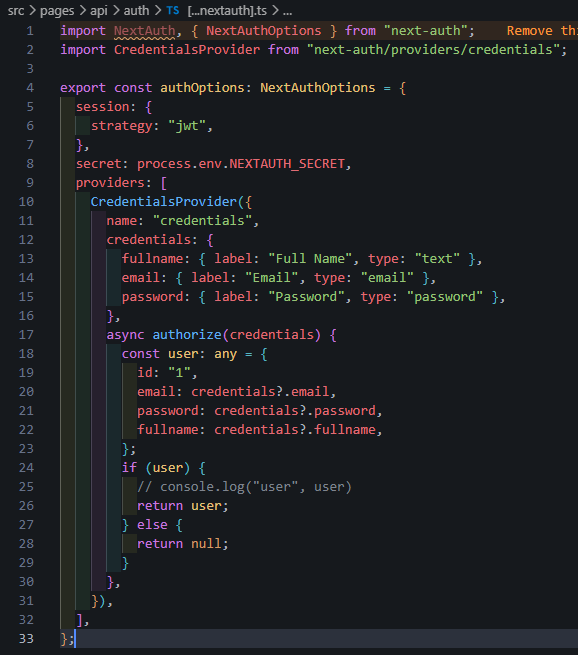 src > pages > api > auth > TS [...nextauth].ts > ...
1 import NextAuth, { NextAuthOptions } from "next-auth"; Remove thi
2 import CredentialsProvider from "next-auth/providers/credentials";
3
4 export const authOptions: NextAuthOptions = {
5 session: {
6 strategy: "jwt",
7 },
8 secret: process.env.NEXTAUTH_SECRET,
9 providers: [
10 CredentialsProvider({
11 name: "credentials",
12 credentials: {
13 fullname: { label: "Full Name", type: "text" },
14 email: { label: "Email", type: "email" },
15 password: { label: "Password", type: "password" },
16 },
17 async authorize(credentials) {
18 const user: any = {
19 id: "1",
20 email: credentials?.email,
21 password: credentials?.password,
22 fullname: credentials?.fullname,
23 };
24 if (user) {
25 // console.log("user", user)
26 return user;
27 } else {
28 return null;
29 }
30 },
31 }),
32 ],
33 };